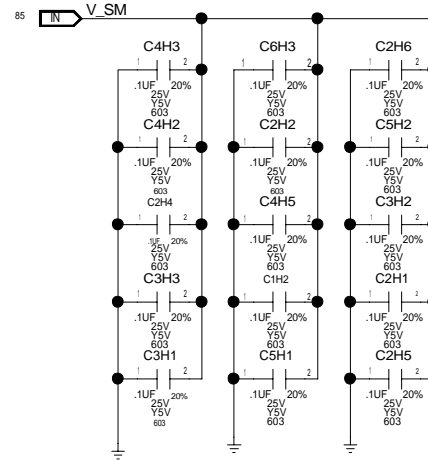 85 IN V_SM
C4H3 C6H3 C2H6
1 2 1 2 1 2
.1UF 20% .1UF 20% .1UF 20%
25V 25V 25V
Y5V Y5V Y5V
603 603 603
C4H2 C2H2 C5H2
1 2 1 2 1 2
.1UF 20% .1UF 20% .1UF 20%
25V 25V 25V
Y5V Y5V Y5V
603 603 603
C2H4 C4H5 C3H2
1 2 1 2 1 2
.1UF 20% .1UF 20% .1UF 20%
25V 25V 25V
Y5V Y5V Y5V
603 603 603
C3H3 C1H2 C2H1
1 2 1 2 1 2
.1UF 20% .1UF 20% .1UF 20%
25V 25V 25V
Y5V Y5V Y5V
603 603 603
C3H1 C5H1 C2H5
1 2 1 2 1 2
.1UF 20% .1UF 20% .1UF 20%
25V 25V 25V
Y5V Y5V Y5V
603 603 603